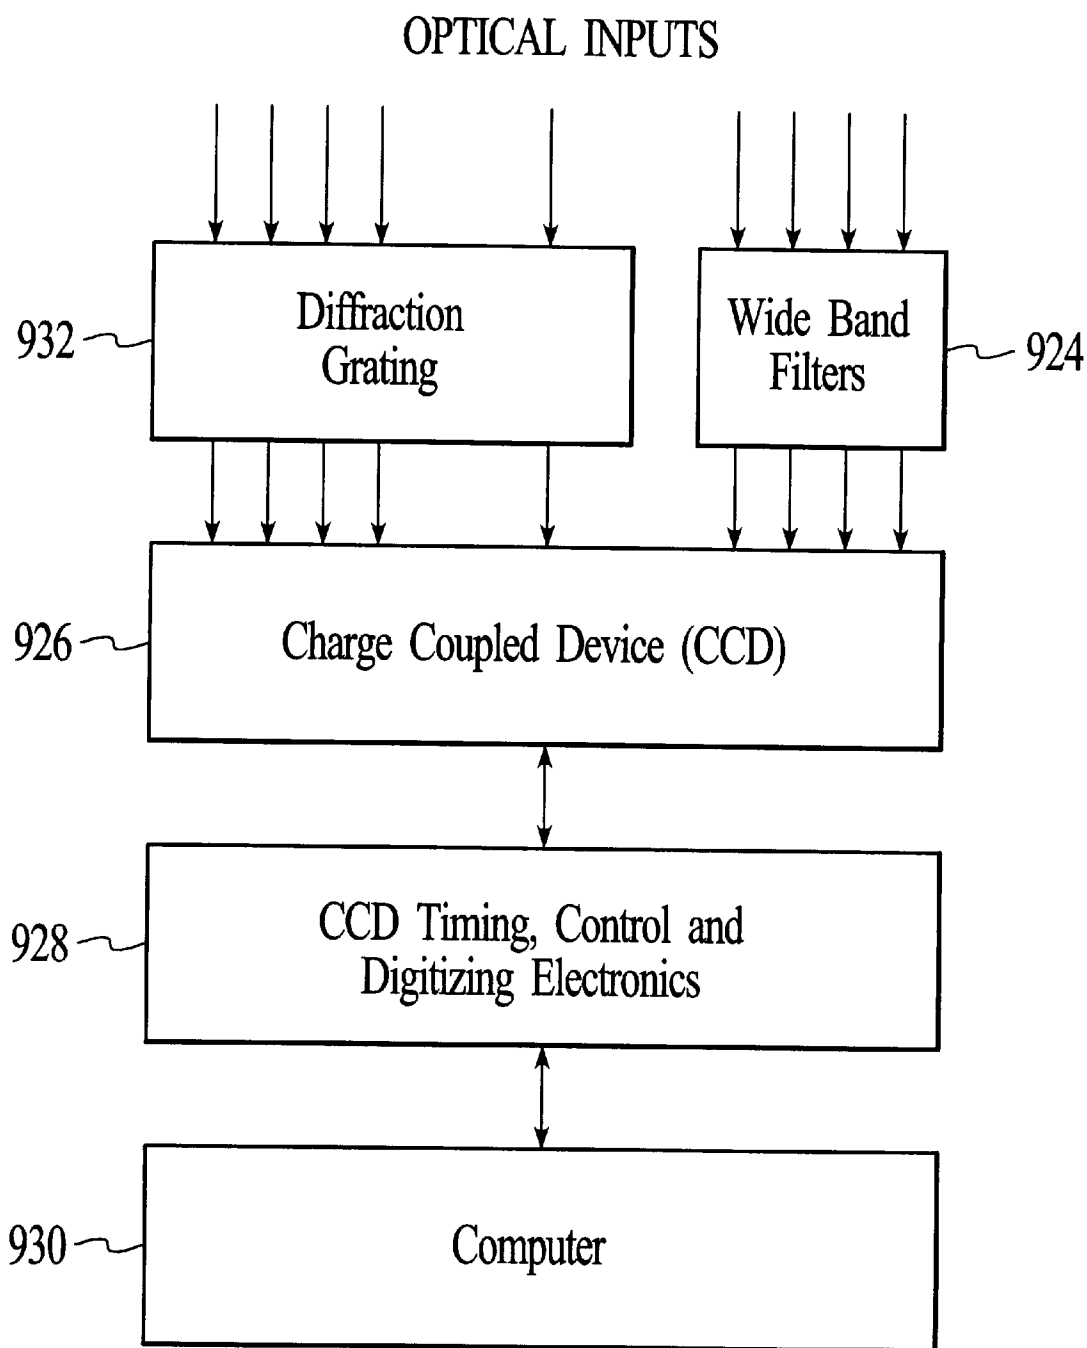 OPTICAL INPUTS
Diffraction
Grating
932
Wide Band
Filters
924
926
Charge Coupled Device (CCD)
928
CCD Timing, Control and
Digitizing Electronics
930
Computer